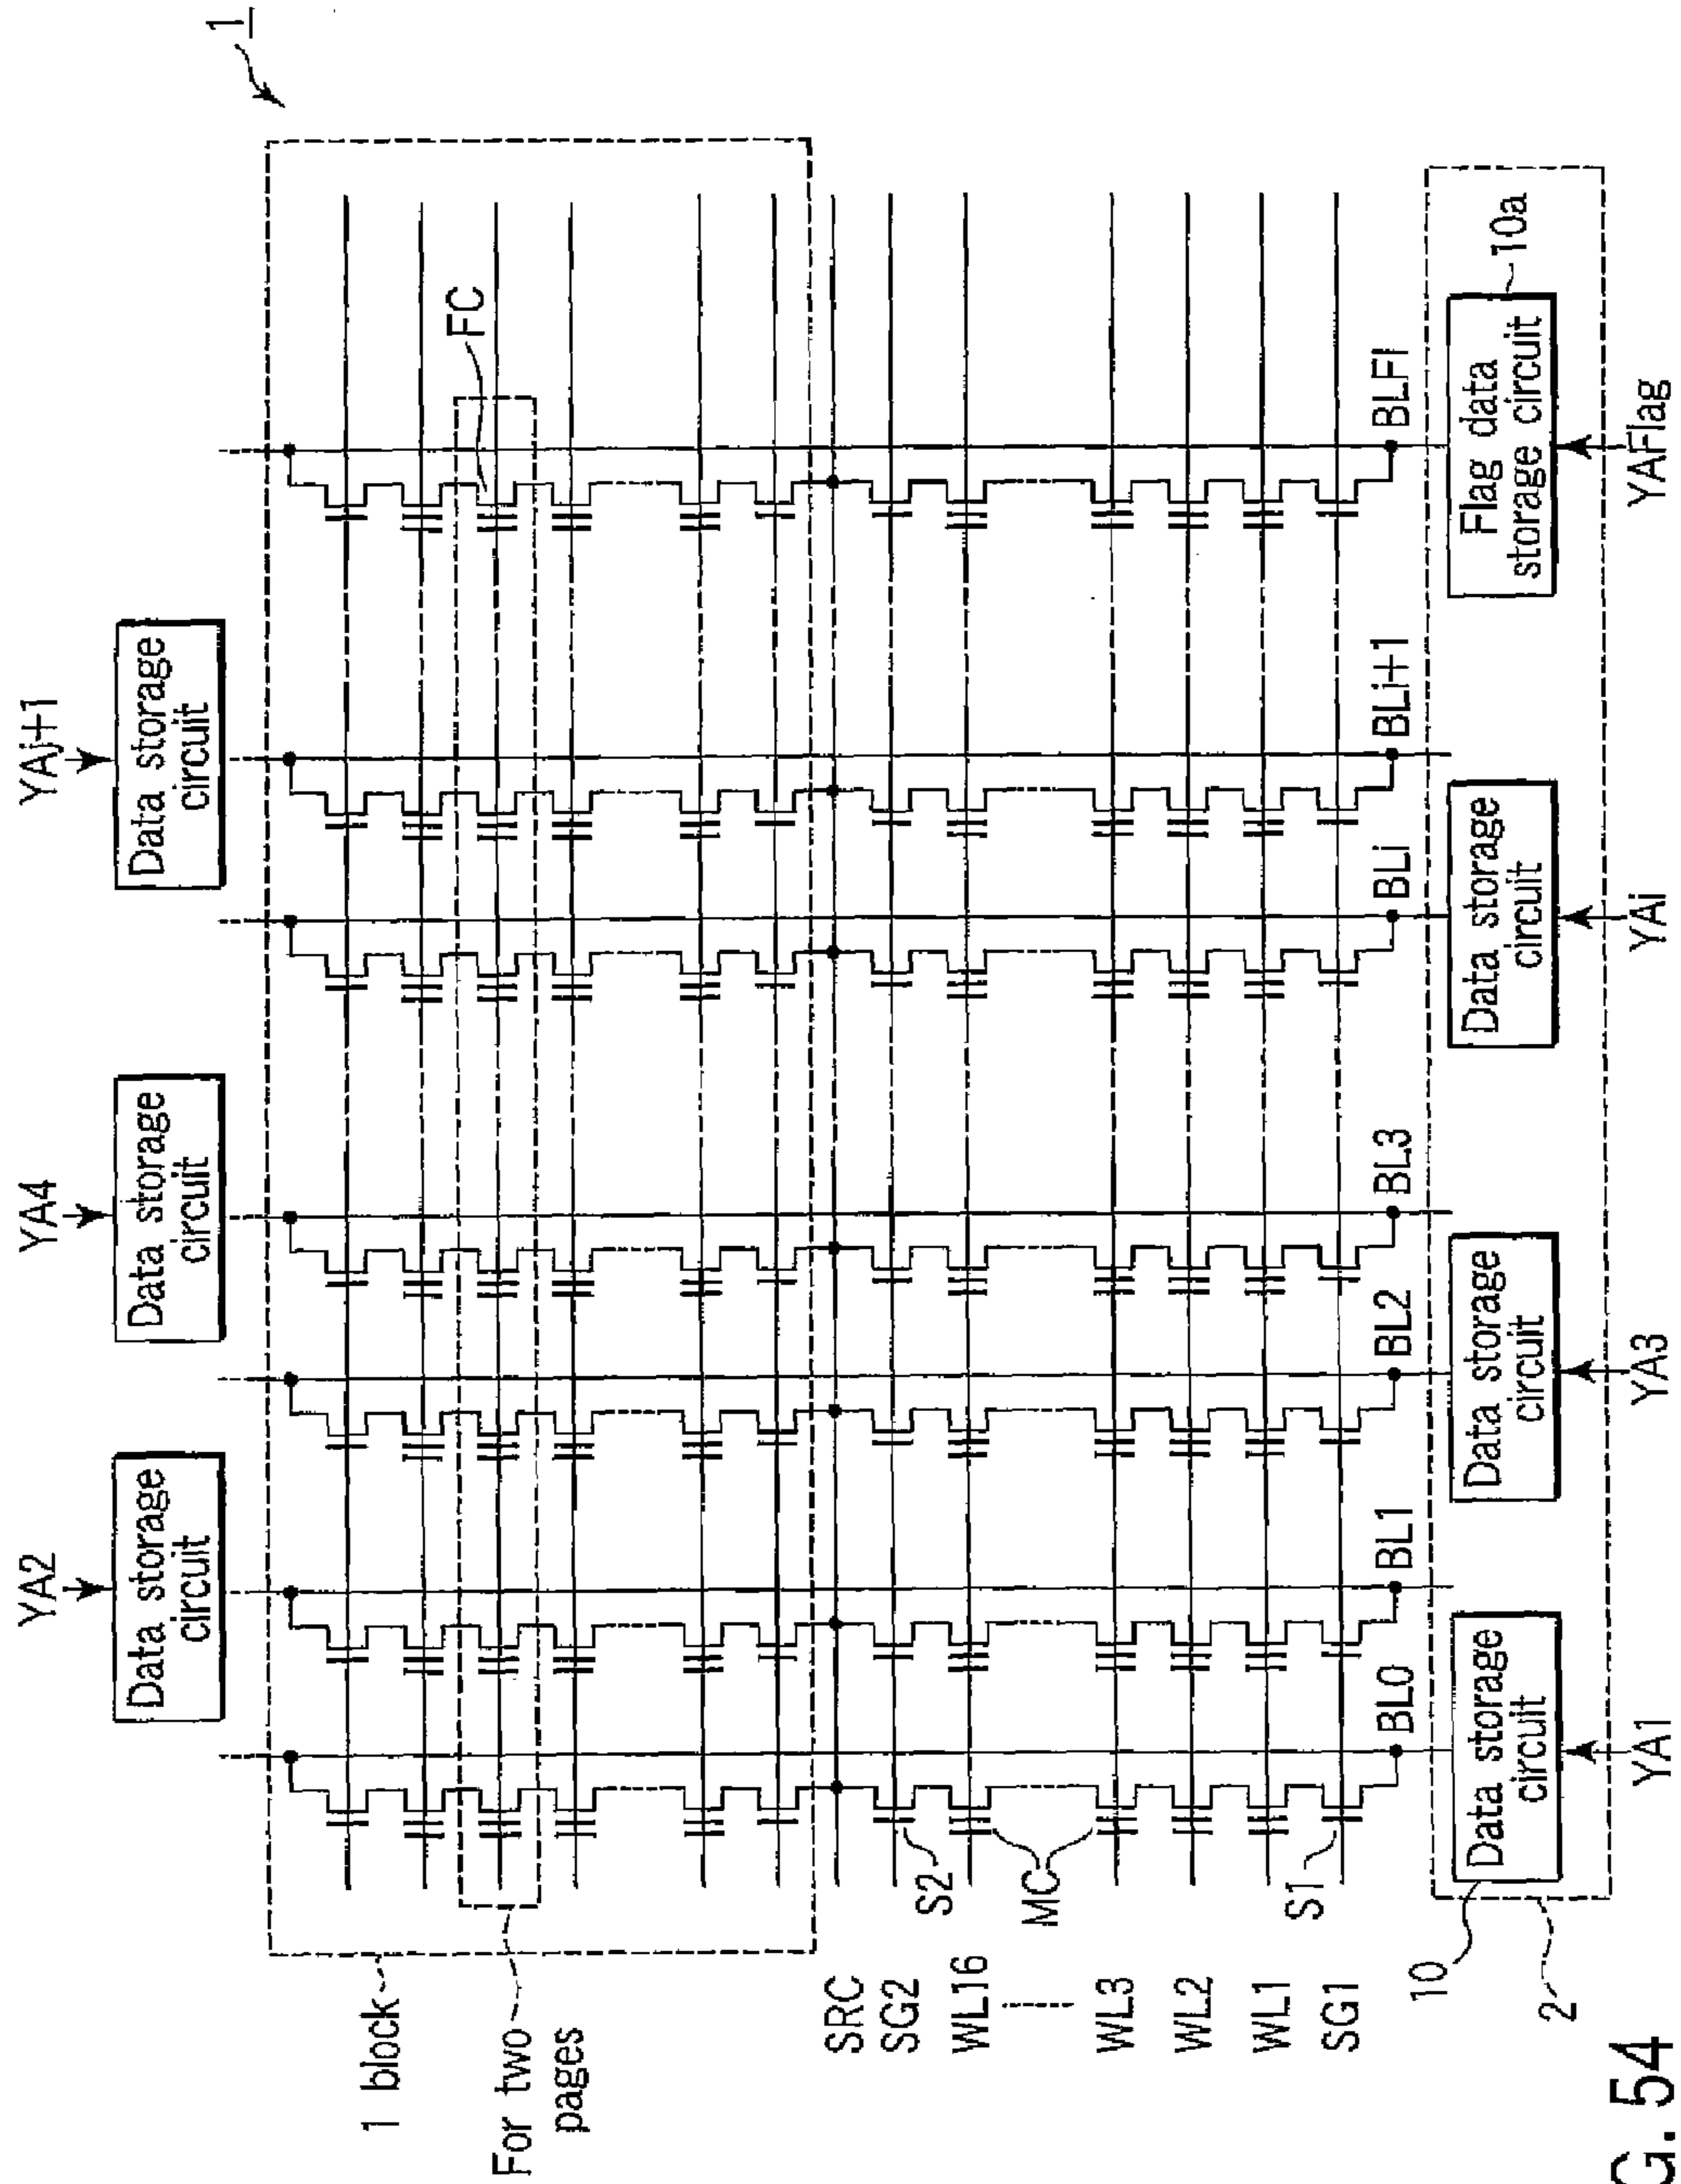 YA2
YA4
YAj+1
Data storage
circuit
Data storage
circuit
Data storage
circuit
1
1 block
For two
pages
FC
SRC
SG2
WL16
WL3
WL2
WL1
SG1
S2
MC
S1
BL0
BL1
BL2
BL3
BLi
BLi+1
BLFl
10
2
Data storage
circuit
Data storage
circuit
Data storage
circuit
Flag data
storage circuit
10a
YA1
YA3
YAi
YAFlag
G. 54